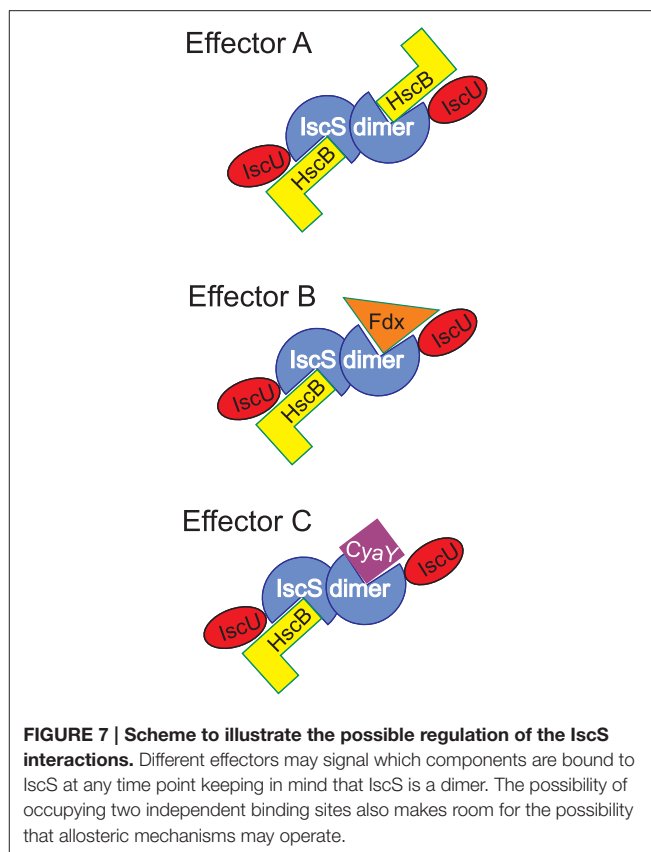 Effector A
HscB
IscS dimer
IscU
IscU
HscB
Effector B
Fdx
IscU
IscS dimer
IscU
HscB
Effector C
CyaY
IscU
IscS dimer
IscU
HscB
FIGURE 7 | Scheme to illustrate the possible regulation of the IscS
interactions. Different effectors may signal which components are bound to
IscS at any time point keeping in mind that IscS is a dimer. The possibility of
occupying two independent binding sites also makes room for the possibility
that allosteric mechanisms may operate.